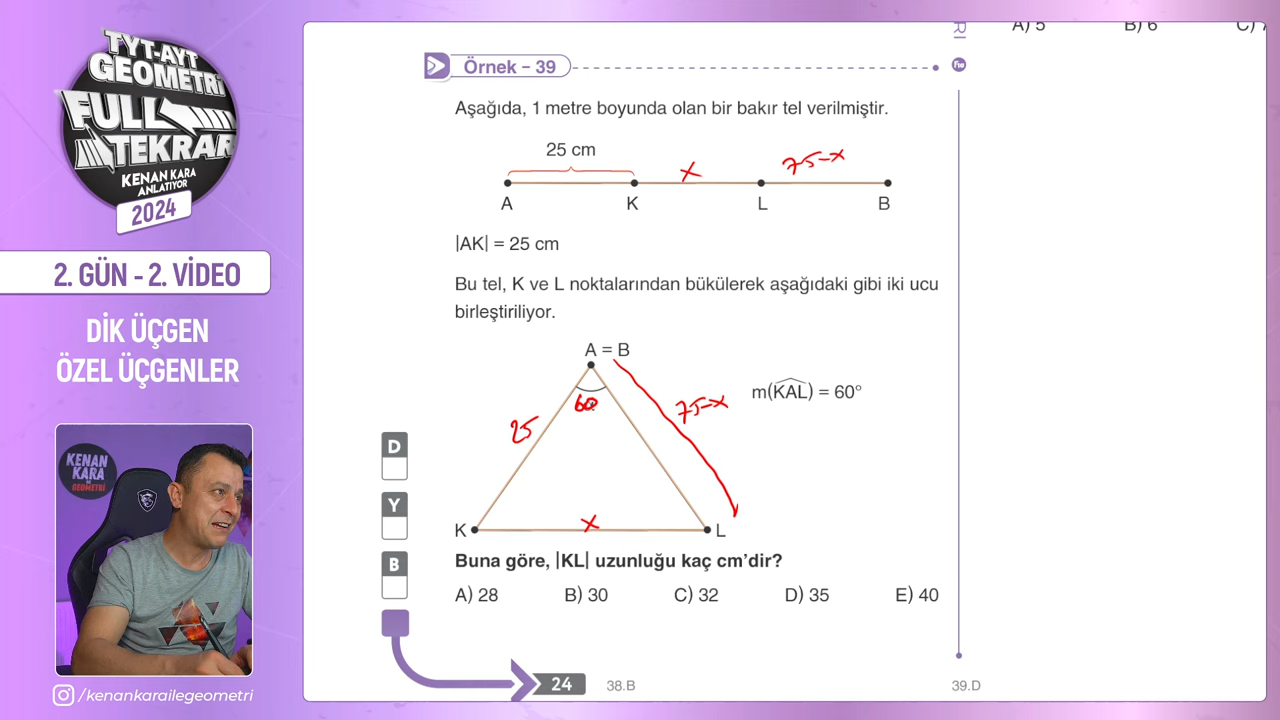 TYT-AYT
GEOMETRİ
FULL
TEKRAR
KENAN KARA
ANLATIYOR
2024
2. GÜN - 2. VİDEO
DİK ÜÇGEN
ÖZEL ÜÇGENLER
KENAN
KARA
ile
GEOMETRİ
/kenankarailegeometri
RI
A) 5 B) 6 C) 7
Örnek – 39
Aşağıda, 1 metre boyunda olan bir bakır tel verilmiştir.
25 cm x 75-x
A K L B
|AK| = 25 cm
Bu tel, K ve L noktalarından bükülerek aşağıdaki gibi iki ucu
birleştiriliyor.
A = B
m(KAL) = 60°
60
25 75-x
K x L
D
Y
B
Buna göre, |KL| uzunluğu kaç cm'dir?
A) 28 B) 30 C) 32 D) 35 E) 40
24 38.B 39.D